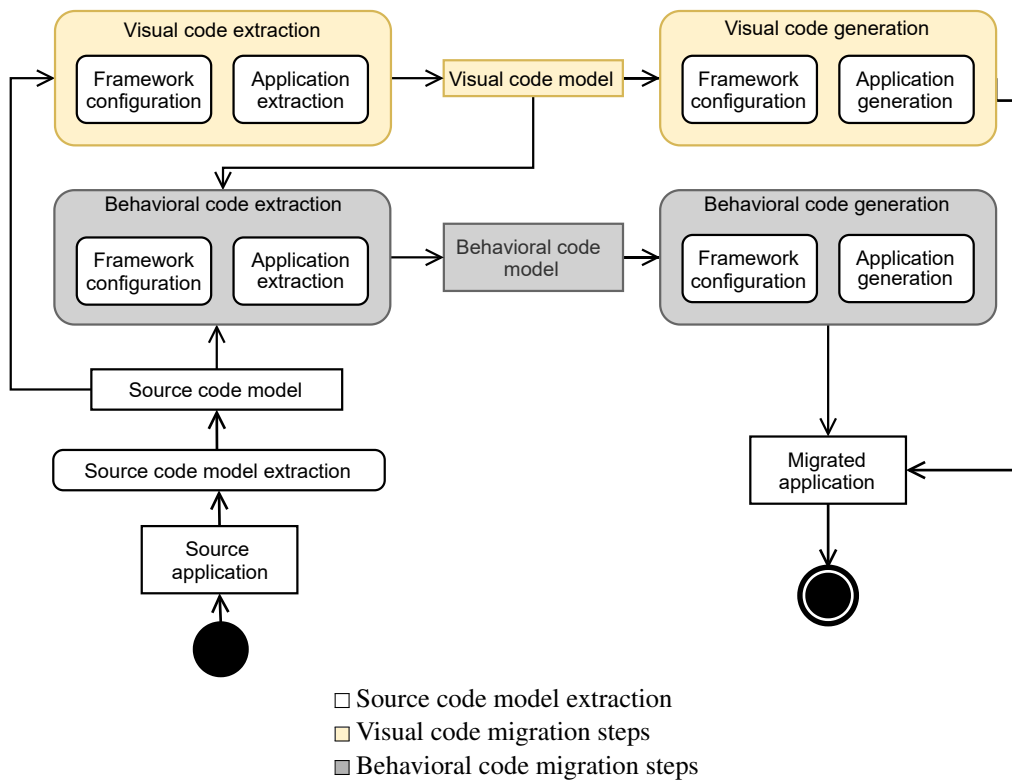 Visual code extraction
Framework
configuration
Application
extraction
Visual code model
Visual code generation
Framework
configuration
Application
generation
Behavioral code extraction
Framework
configuration
Application
extraction
Behavioral code
model
Behavioral code generation
Framework
configuration
Application
generation
Source code model
Source code model extraction
Source
application
Migrated
application
Source code model extraction
Visual code migration steps
Behavioral code migration steps